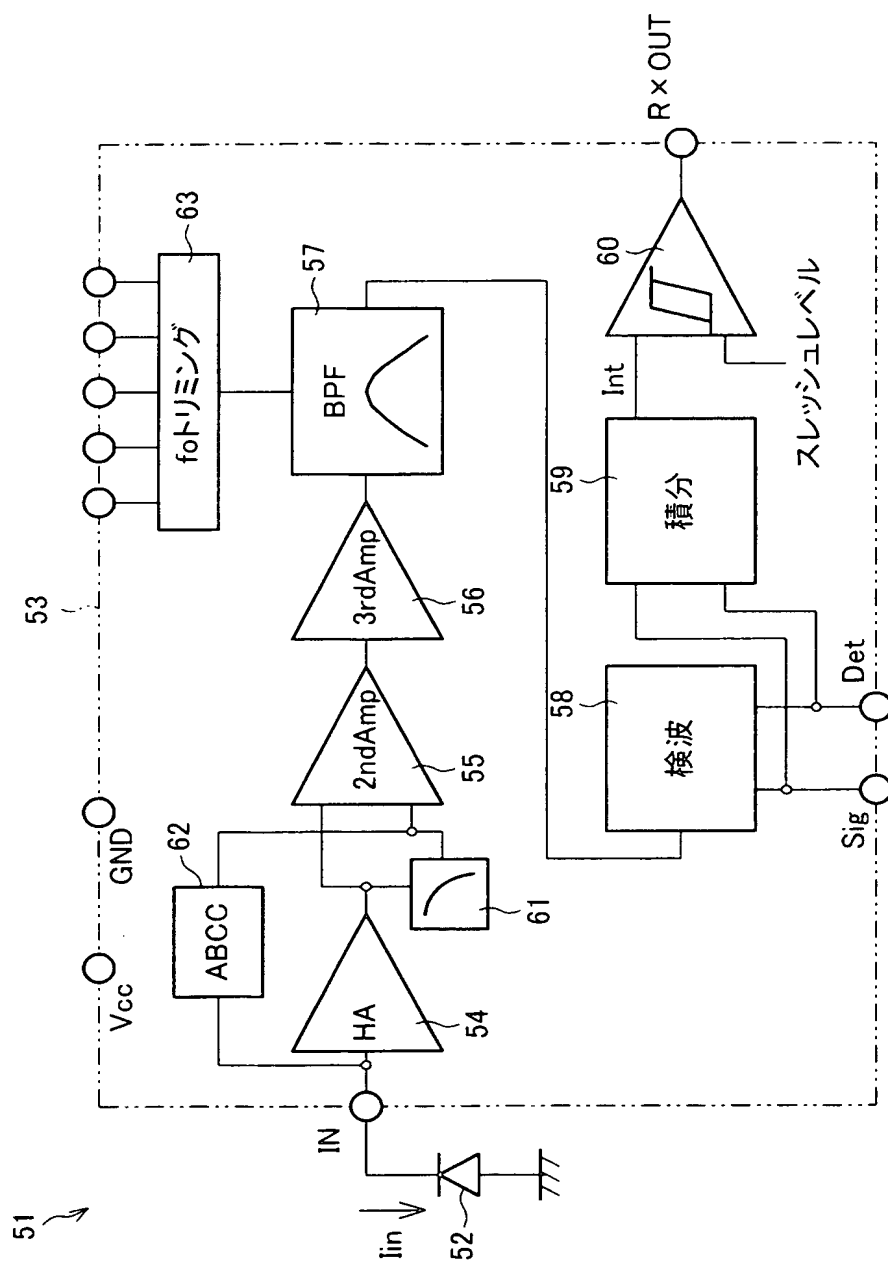 51
53
Vcc
GND
63
foトリミング
62
ABCC
57
BPF
IN
HA
54
61
2ndAmp
55
3rdAmp
56
Iin
52
58
検波
59
積分
Int
60
R×OUT
スレッシュレベル
Sig
Det